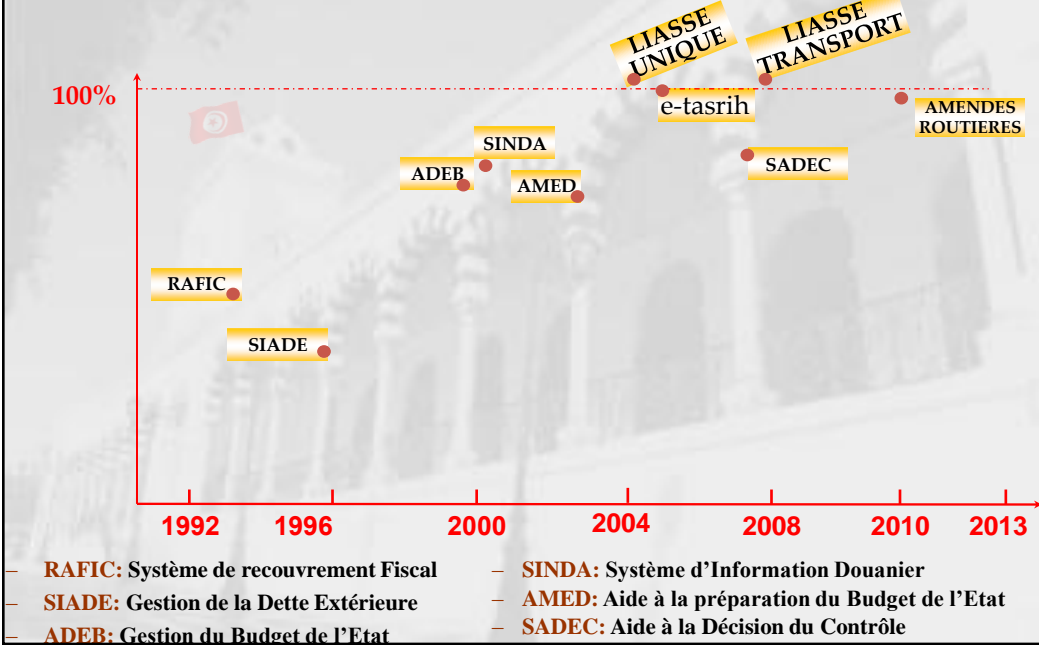 LIASSE
UNIQUE
LIASSE
TRANSPORT
100%
e-tasrih
AMENDES
ROUTIERES
SINDA
ADEB
AMED
SADEC
RAFIC
SIADE
1992 1996 2000 2004 2008 2010 2013
– RAFIC: Système de recouvrement Fiscal
– SIADE: Gestion de la Dette Extérieure
– ADEB: Gestion du Budget de l’Etat
– SINDA: Système d’Information Douanier
– AMED: Aide à la préparation du Budget de l’Etat
– SADEC: Aide à la Décision du Contrôle